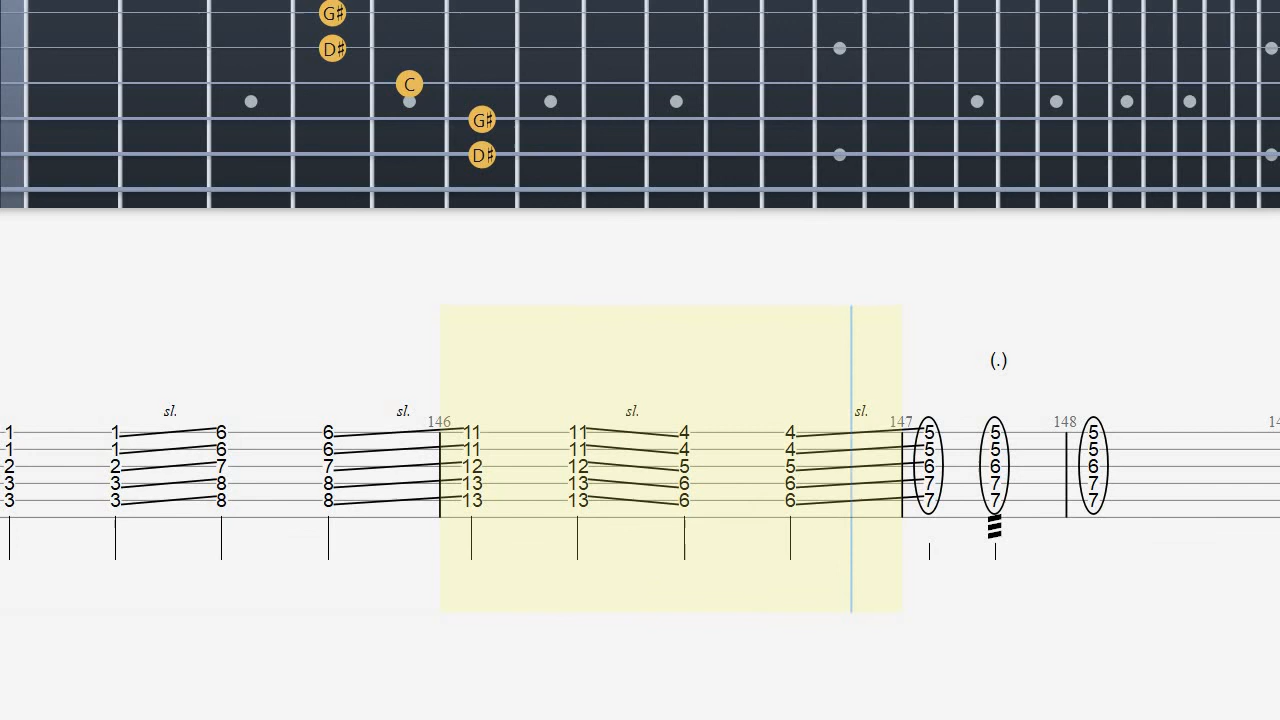 G♯
D♯
C
G♯
D♯
(.)
sl. sl. sl. sl.
146 147 148
1 1 6 6 11 11 4 4 5 5 5
1 1 6 6 11 11 4 4 5 5 5
2 2 7 7 12 12 5 5 6 6 6
3 3 8 8 13 13 6 6 7 7 7
3 3 8 8 13 13 6 6 7 7 7